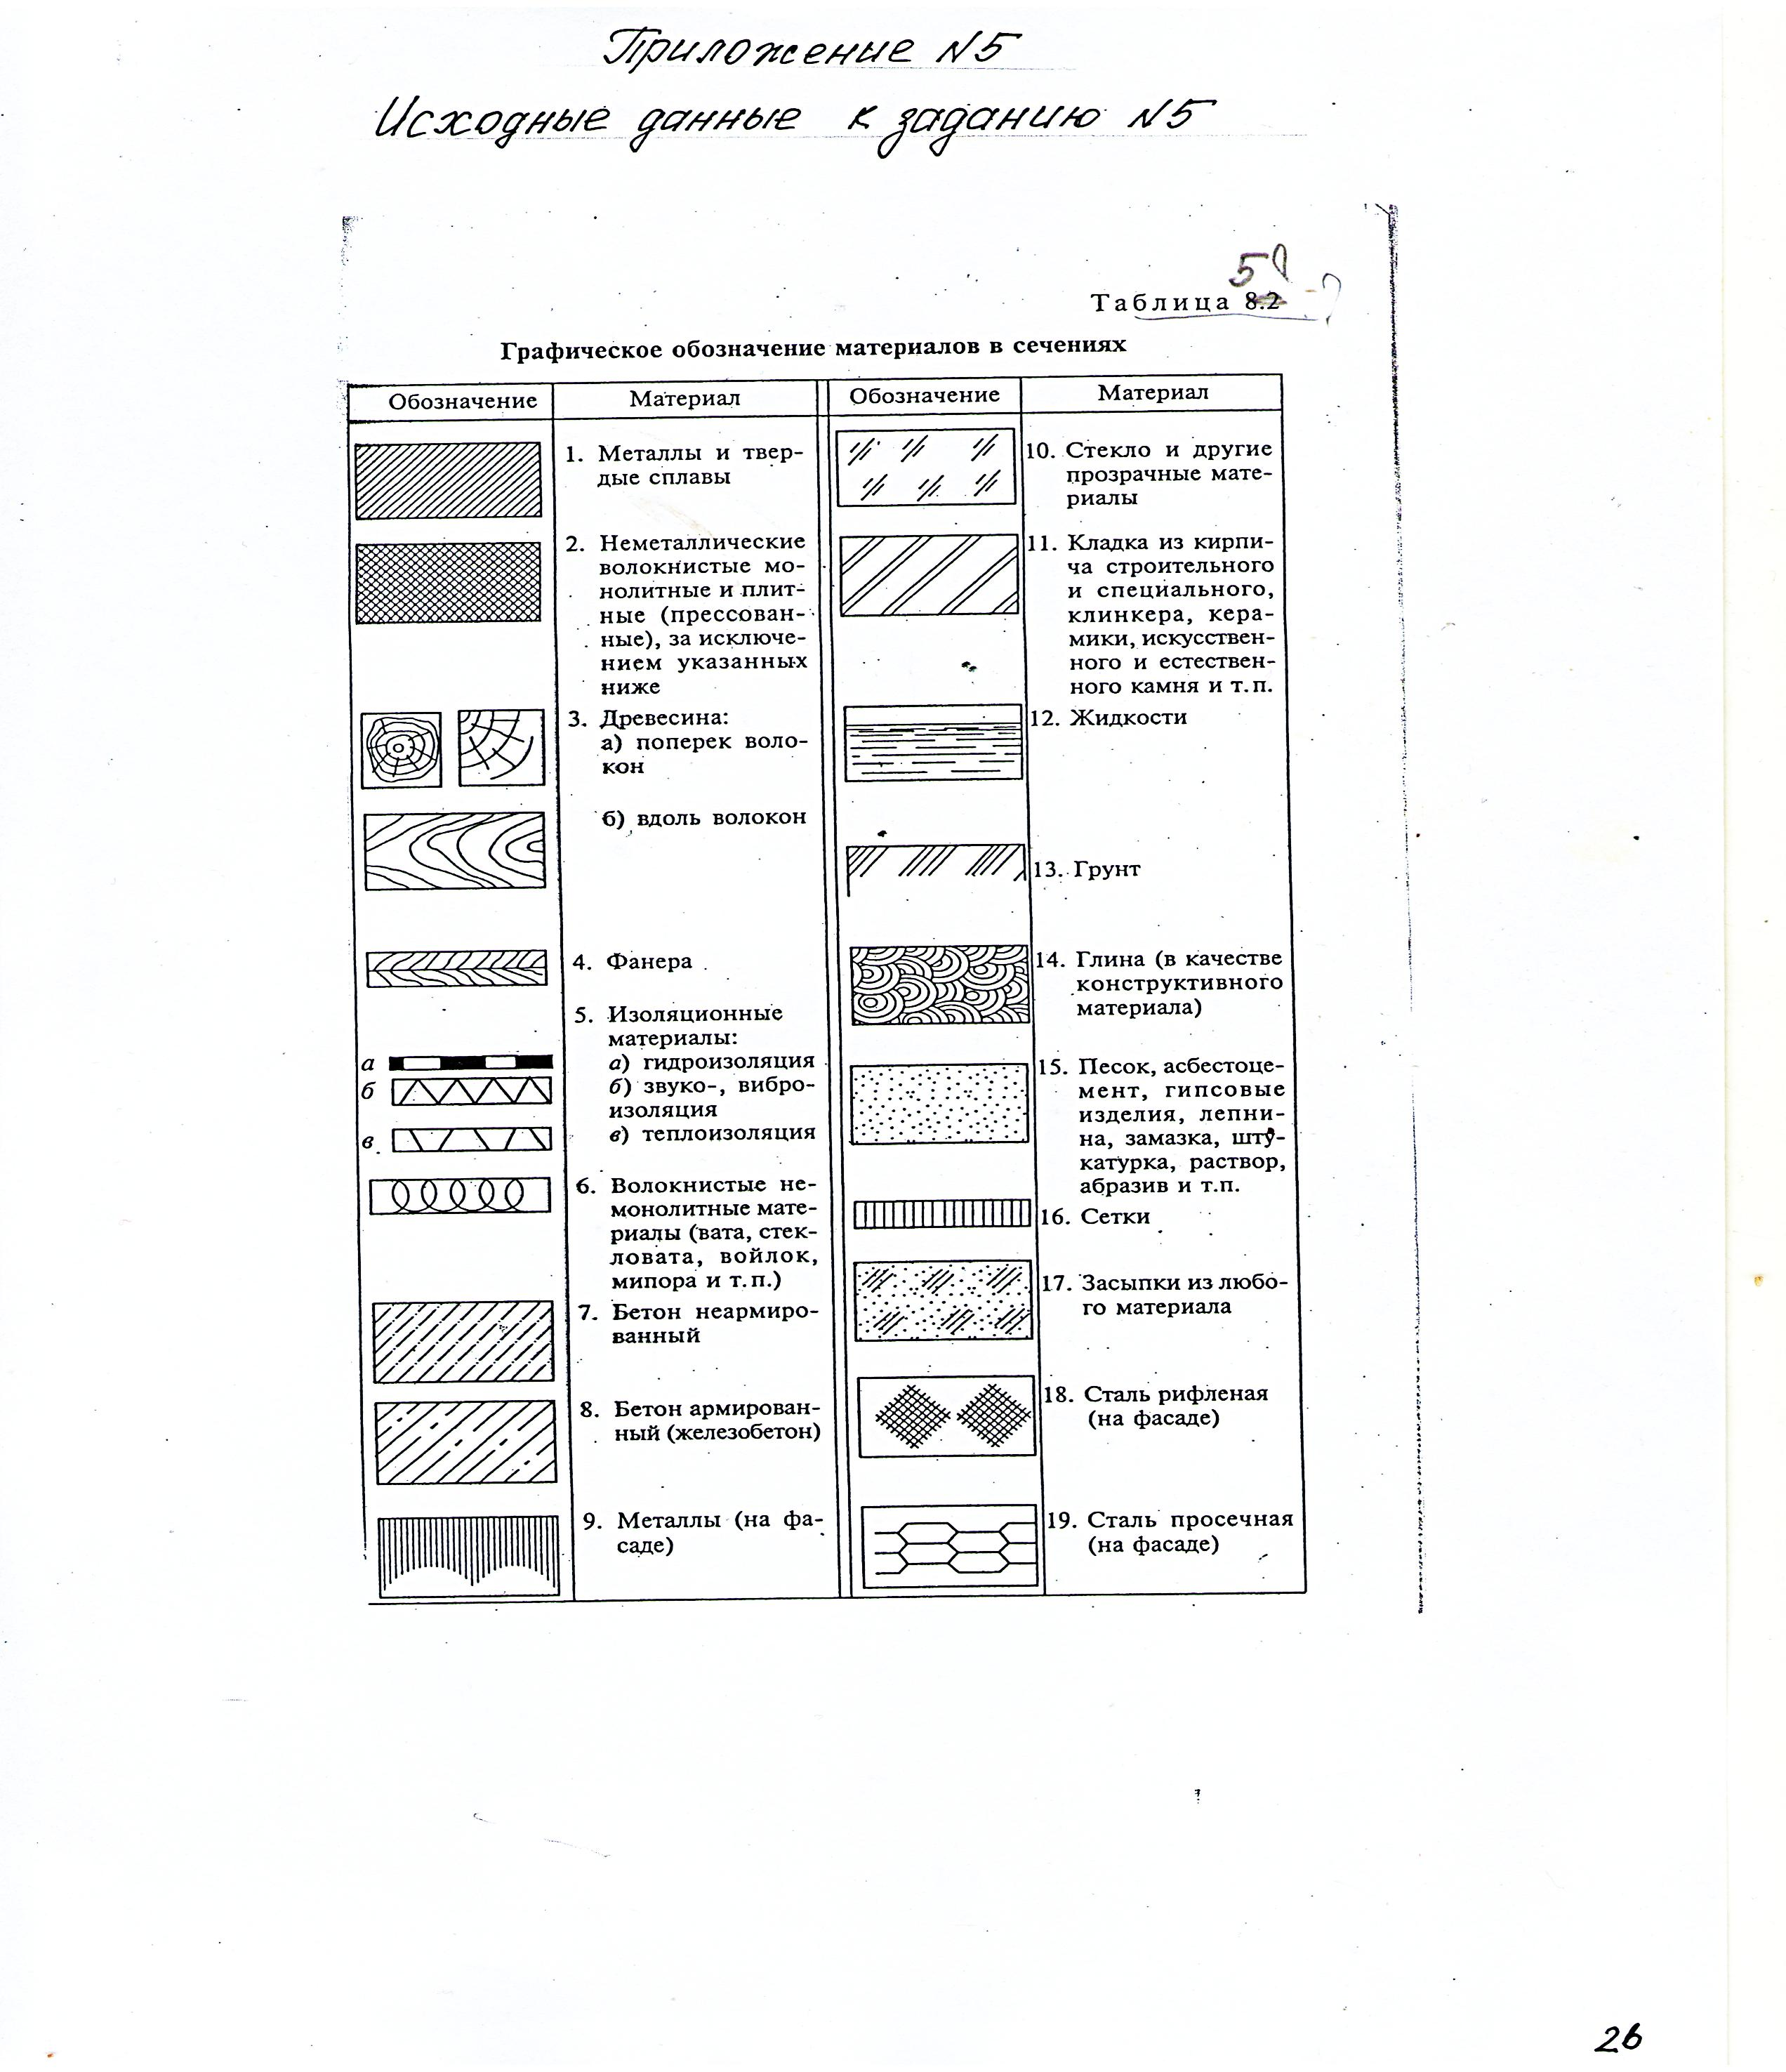 Приложение №5
Исходные данные к заданию №5
5
Таблица 8.2
Графическое обозначение материалов в сечениях
Обозначение
Материал
1. Металлы и твер-
дые сплавы
2. Неметаллические
волокнистые мо-
нолитные и плит-
ные (прессован-
ные), за исключе-
нием указанных
ниже
3. Древесина:
а) поперек воло-
кон
б) вдоль волокон
4. Фанера
5. Изоляционные
материалы:
а а) гидроизоляция
б б) звуко-, вибро-
изоляция
в в) теплоизоляция
6. Волокнистые не-
монолитные мате-
риалы (вата, стек-
ловата, войлок,
мипора и т.п.)
7. Бетон неармиро-
ванный
8. Бетон армирован-
ный (железобетон)
9. Металлы (на фа-
саде)
Обозначение
Материал
10. Стекло и другие
прозрачные мате-
риалы
11. Кладка из кирпи-
ча строительного
и специального,
клинкера, кера-
мики, искусствен-
ного и естествен-
ного камня и т.п.
12. Жидкости
13. Грунт
14. Глина (в качестве
конструктивного
материала)
15. Песок, асбестоце-
мент, гипсовые
изделия, лепни-
на, замазка, шту-
катурка, раствор,
абразив и т.п.
16. Сетки
17. Засыпки из любо-
го материала
18. Сталь рифленая
(на фасаде)
19. Сталь просечная
(на фасаде)
26